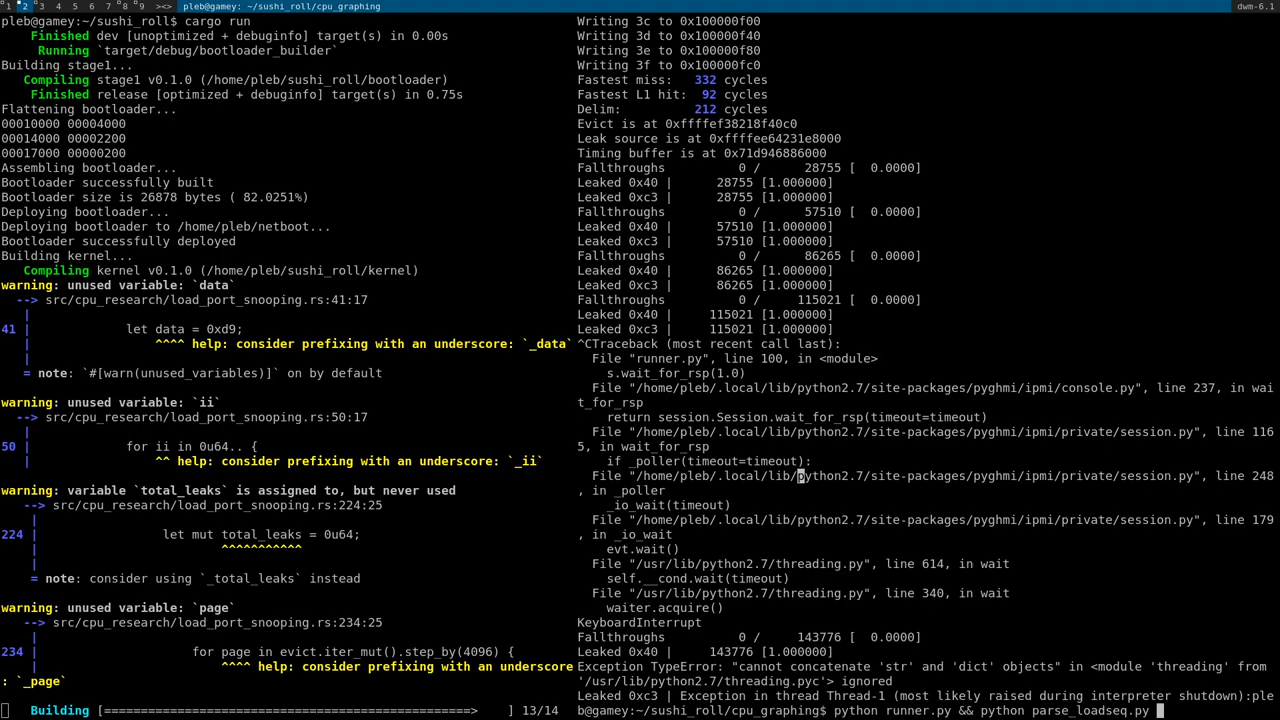 1 2 3 4 5 6 7 8 9 ><> pleb@gamey: ~/sushi_roll/cpu_graphing dwm-6.1
pleb@gamey:~/sushi_roll$ cargo run
Finished dev [unoptimized + debuginfo] target(s) in 0.00s
Running `target/debug/bootloader_builder`
Building stage1...
Compiling stage1 v0.1.0 (/home/pleb/sushi_roll/bootloader)
Finished release [optimized + debuginfo] target(s) in 0.75s
Flattening bootloader...
00010000 00004000
00014000 00002200
00017000 00000200
Assembling bootloader...
Bootloader successfully built
Bootloader size is 26878 bytes ( 82.0251%)
Deploying bootloader...
Deploying bootloader to /home/pleb/netboot...
Bootloader successfully deployed
Building kernel...
Compiling kernel v0.1.0 (/home/pleb/sushi_roll/kernel)
warning: unused variable: `data`
--> src/cpu_research/load_port_snooping.rs:41:17
|
41 | let data = 0xd9;
| ^^^^ help: consider prefixing with an underscore: `_data`
|
= note: `#[warn(unused_variables)]` on by default
warning: unused variable: `ii`
--> src/cpu_research/load_port_snooping.rs:50:17
|
50 | for ii in 0u64.. {
| ^^ help: consider prefixing with an underscore: `_ii`
warning: variable `total_leaks` is assigned to, but never used
--> src/cpu_research/load_port_snooping.rs:224:25
|
224 | let mut total_leaks = 0u64;
| ^^^^^^^^^^^
|
= note: consider using `_total_leaks` instead
warning: unused variable: `page`
--> src/cpu_research/load_port_snooping.rs:234:25
|
234 | for page in evict.iter_mut().step_by(4096) {
| ^^^^ help: consider prefixing with an underscore
: `_page`
Building [===================================================> ] 13/14
Writing 3c to 0x100000f00
Writing 3d to 0x100000f40
Writing 3e to 0x100000f80
Writing 3f to 0x100000fc0
Fastest miss: 332 cycles
Fastest L1 hit: 92 cycles
Delim: 212 cycles
Evict is at 0xffffef38218f40c0
Leak source is at 0xffffee64231e8000
Timing buffer is at 0x71d946886000
Fallthroughs 0 / 28755 [ 0.0000]
Leaked 0x40 | 28755 [1.000000]
Leaked 0xc3 | 28755 [1.000000]
Fallthroughs 0 / 57510 [ 0.0000]
Leaked 0x40 | 57510 [1.000000]
Leaked 0xc3 | 57510 [1.000000]
Fallthroughs 0 / 86265 [ 0.0000]
Leaked 0x40 | 86265 [1.000000]
Leaked 0xc3 | 86265 [1.000000]
Fallthroughs 0 / 115021 [ 0.0000]
Leaked 0x40 | 115021 [1.000000]
Leaked 0xc3 | 115021 [1.000000]
^CTraceback (most recent call last):
File "runner.py", line 100, in <module>
s.wait_for_rsp(1.0)
File "/home/pleb/.local/lib/python2.7/site-packages/pyghmi/ipmi/console.py", line 237, in wai
t_for_rsp
return session.Session.wait_for_rsp(timeout=timeout)
File "/home/pleb/.local/lib/python2.7/site-packages/pyghmi/ipmi/private/session.py", line 116
5, in wait_for_rsp
if _poller(timeout=timeout):
File "/home/pleb/.local/lib/python2.7/site-packages/pyghmi/ipmi/private/session.py", line 248
, in _poller
_io_wait(timeout)
File "/home/pleb/.local/lib/python2.7/site-packages/pyghmi/ipmi/private/session.py", line 179
, in _io_wait
evt.wait()
File "/usr/lib/python2.7/threading.py", line 614, in wait
self.__cond.wait(timeout)
File "/usr/lib/python2.7/threading.py", line 340, in wait
waiter.acquire()
KeyboardInterrupt
Fallthroughs 0 / 143776 [ 0.0000]
Leaked 0x40 | 143776 [1.000000]
Exception TypeError: "cannot concatenate 'str' and 'dict' objects" in <module 'threading' from
'/usr/lib/python2.7/threading.pyc'> ignored
Leaked 0xc3 | Exception in thread Thread-1 (most likely raised during interpreter shutdown):ple
b@gamey:~/sushi_roll/cpu_graphing$ python runner.py && python parse_loadseq.py